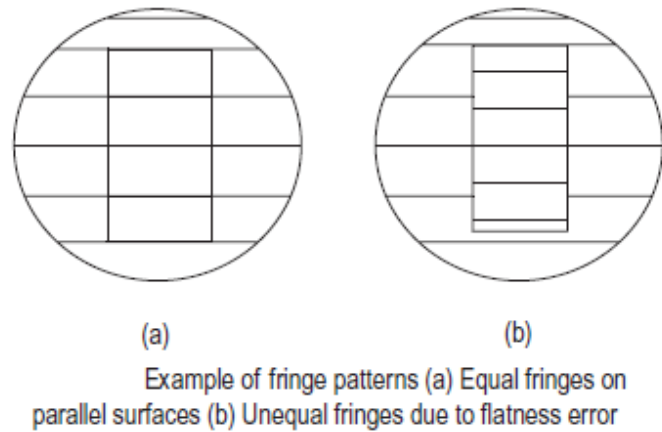 (a)
(b)
Example of fringe patterns (a) Equal fringes on
parallel surfaces (b) Unequal fringes due to flatness error